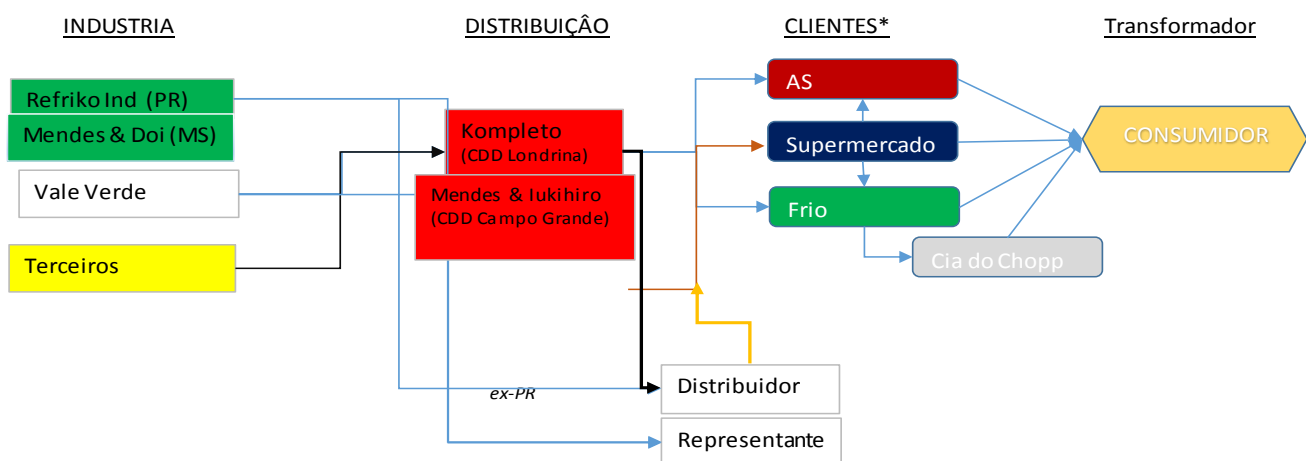 INDUSTRIA
DISTRIBUIÇÂO
CLIENTES*
Transformador
Refriko Ind (PR)
Mendes & Doi (MS)
Vale Verde
Terceiros
Kompleto
(CDD Londrina)
Mendes & Iukihiro
(CDD Campo Grande)
AS
Supermercado
Frio
Cia do Chopp
CONSUMIDOR
ex-PR
Distribuidor
Representante